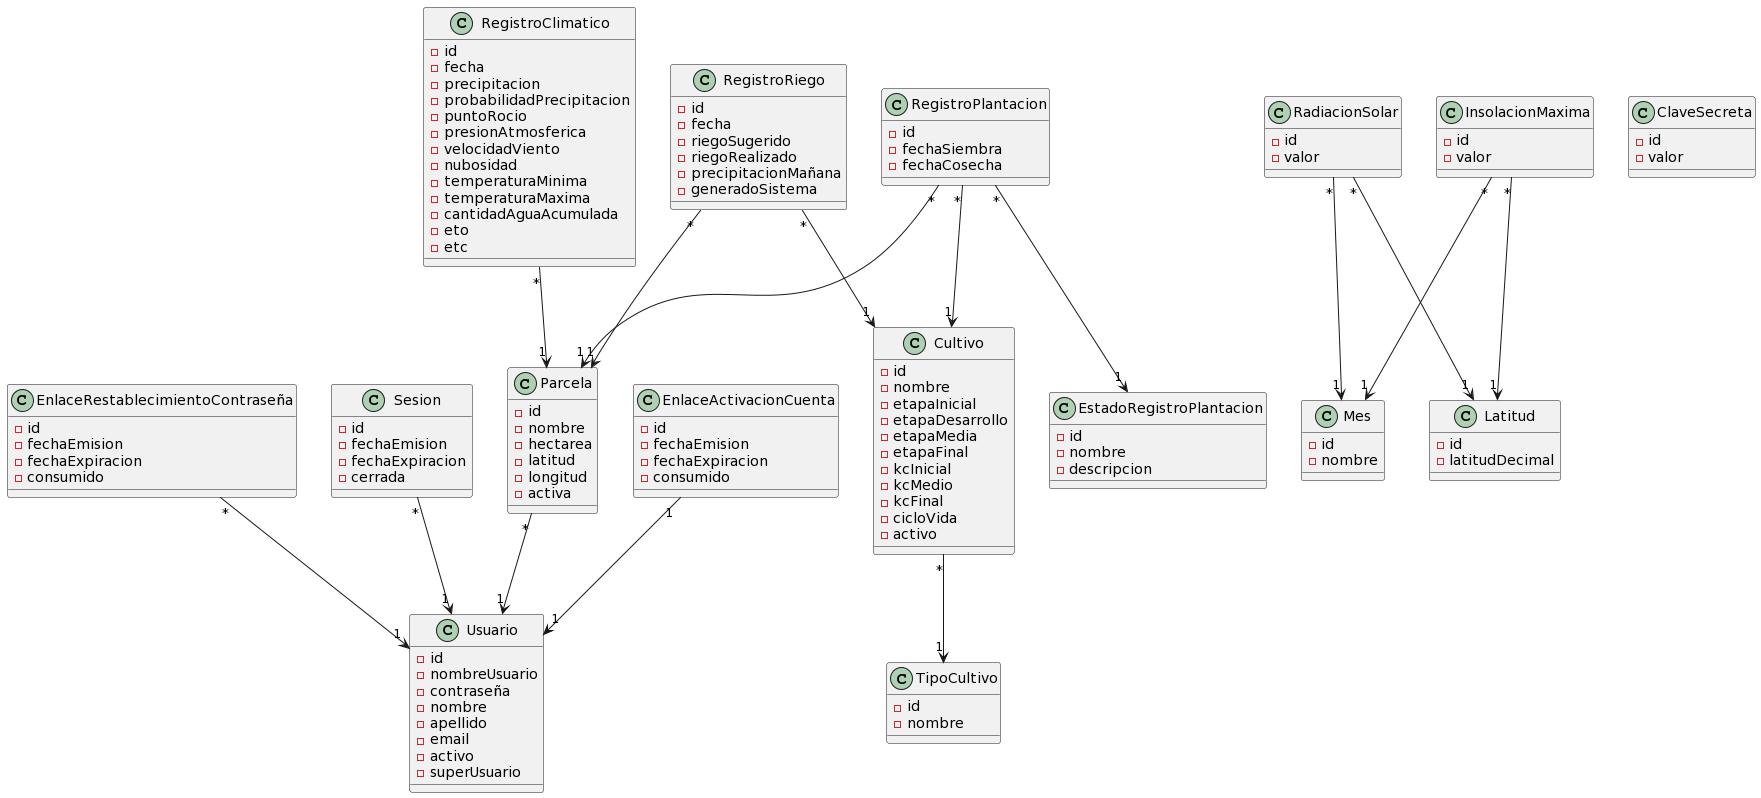 RegistroClimatico
id
fecha
precipitacion
probabilidadPrecipitacion
puntoRocio
presionAtmosferica
velocidadViento
nubosidad
temperaturaMinima
temperaturaMaxima
cantidadAguaAcumulada
eto
etc
RegistroRiego
id
fecha
riegoSugerido
riegoRealizado
precipitacionMañana
generadoSistema
RegistroPlantacion
id
fechaSiembra
fechaCosecha
RadiacionSolar
id
valor
InsolacionMaxima
id
valor
ClaveSecreta
id
valor
* * * * * * * * * * *
1 1 1 1 1 1 1 1 1 1
EnlaceRestablecimientoContraseña
id
fechaEmision
fechaExpiracion
consumido
Sesion
id
fechaEmision
fechaExpiracion
cerrada
Parcela
id
nombre
hectarea
latitud
longitud
activa
EnlaceActivacionCuenta
id
fechaEmision
fechaExpiracion
consumido
Cultivo
id
nombre
etapaInicial
etapaDesarrollo
etapaMedia
etapaFinal
kcInicial
kcMedio
kcFinal
cicloVida
activo
EstadoRegistroPlantacion
id
nombre
descripcion
Mes
id
nombre
Latitud
id
latitudDecimal
* * * 1 *
1 1 1 1 1
Usuario
id
nombreUsuario
contraseña
nombre
apellido
email
activo
superUsuario
TipoCultivo
id
nombre